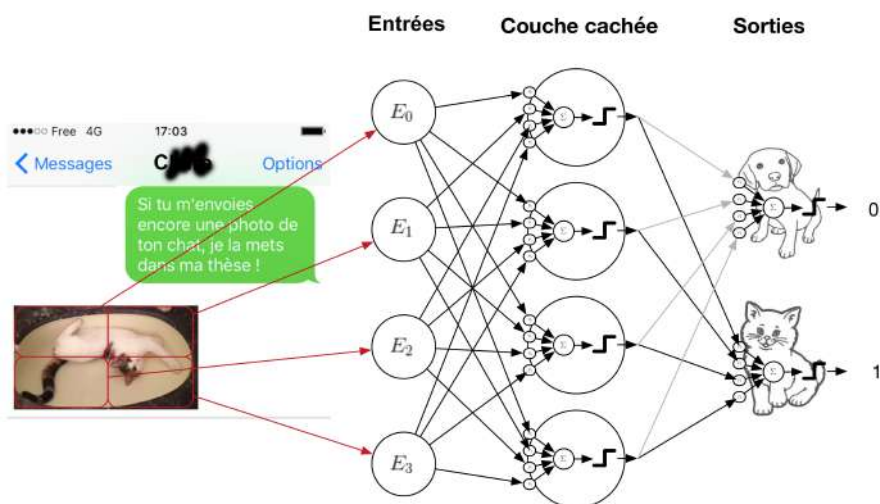 Entrées Couche cachée Sorties
Free 4G 17:03
Messages Options
Si tu m'envoies
encore une photo de
ton chat, je la mets
dans ma thèse !
E0
E1
E2
E3
Σ
Σ
Σ
Σ
Σ
Σ
0
1